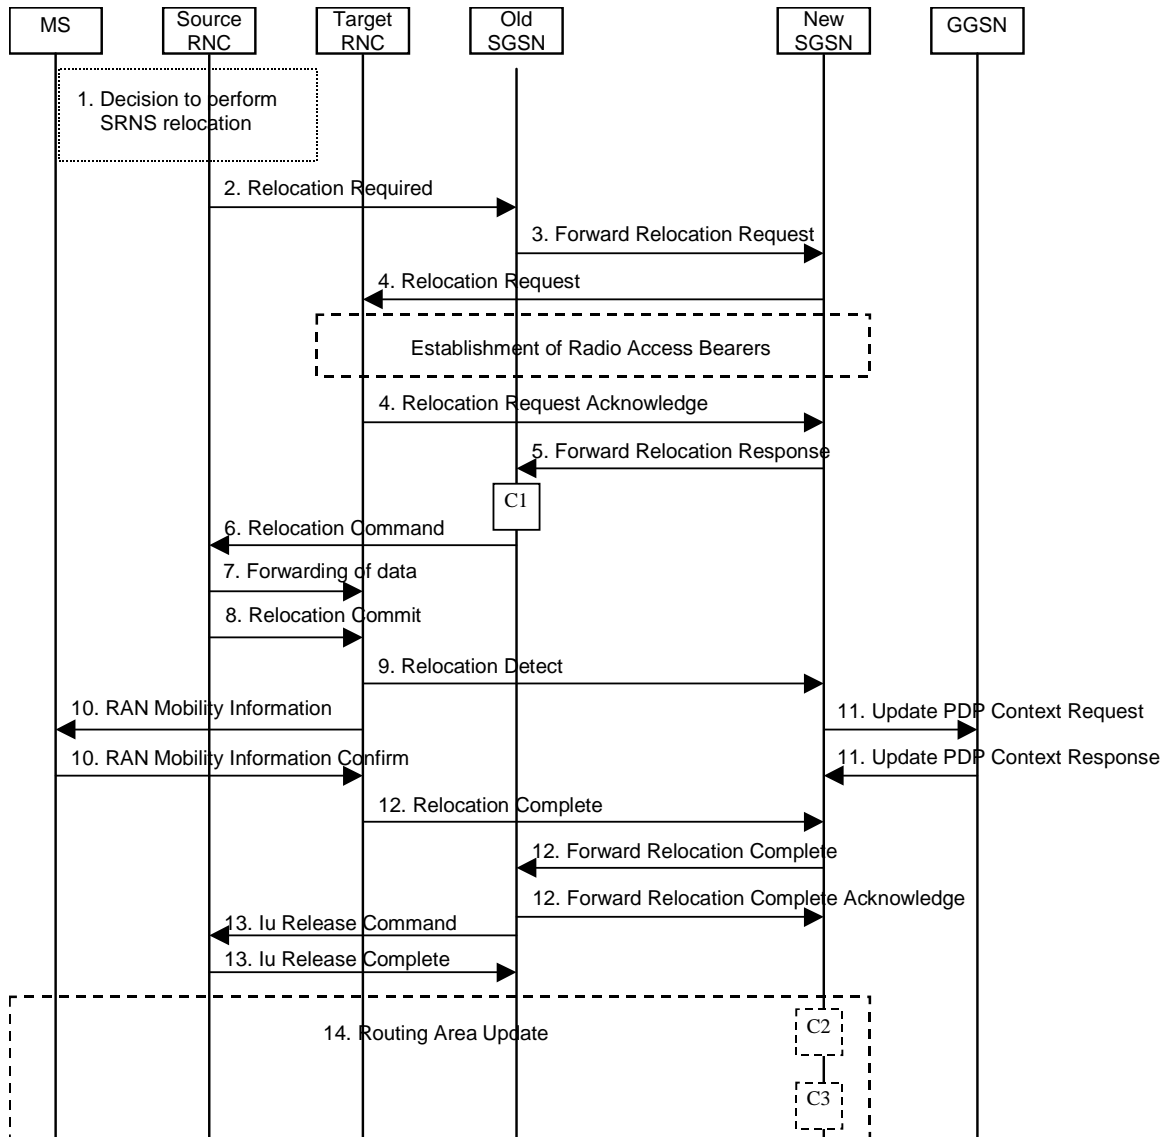 MS
Source
RNC
Target
RNC
Old
SGSN
New
SGSN
GGSN
1. Decision to perform
SRNS relocation
2. Relocation Required
3. Forward Relocation Request
4. Relocation Request
Establishment of Radio Access Bearers
4. Relocation Request Acknowledge
5. Forward Relocation Response
C1
6. Relocation Command
7. Forwarding of data
8. Relocation Commit
9. Relocation Detect
10. RAN Mobility Information
11. Update PDP Context Request
10. RAN Mobility Information Confirm
11. Update PDP Context Response
12. Relocation Complete
12. Forward Relocation Complete
12. Forward Relocation Complete Acknowledge
13. Iu Release Command
13. Iu Release Complete
14. Routing Area Update
C2
C3